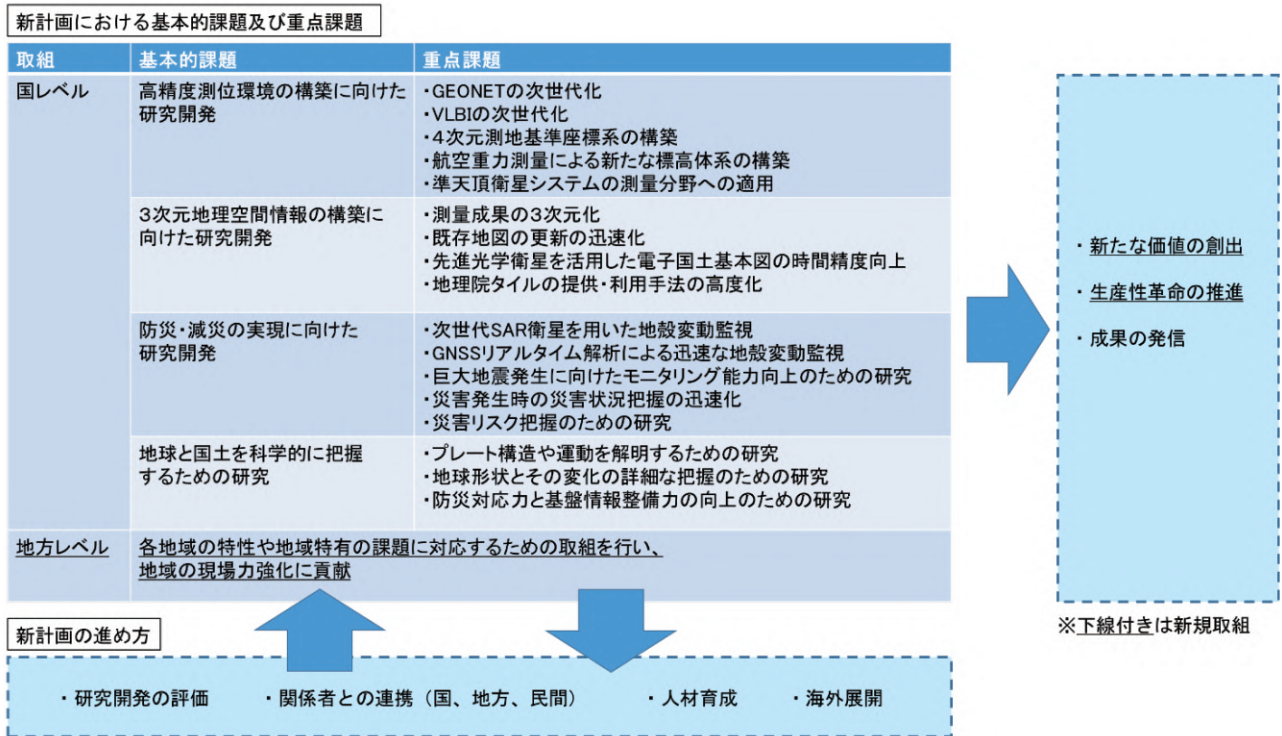 新計画における基本的課題及び重点課題
取組
基本的課題
重点課題
国レベル
高精度測位環境の構築に向けた
研究開発
・GEONETの次世代化
・VLBIの次世代化
・4次元測地基準座標系の構築
・航空重力測量による新たな標高体系の構築
・準天頂衛星システムの測量分野への適用
3次元地理空間情報の構築に
向けた研究開発
・測量成果の3次元化
・既存地図の更新の迅速化
・先進光学衛星を活用した電子国土基本図の時間精度向上
・地理院タイルの提供・利用手法の高度化
防災・減災の実現に向けた
研究開発
・次世代SAR衛星を用いた地殻変動監視
・GNSSリアルタイム解析による迅速な地殻変動監視
・巨大地震発生に向けたモニタリング能力向上のための研究
・災害発生時の災害状況把握の迅速化
・災害リスク把握のための研究
地球と国土を科学的に把握
するための研究
・プレート構造や運動を解明するための研究
・地球形状とその変化の詳細な把握のための研究
・防災対応力と基盤情報整備力の向上のための研究
地方レベル
各地域の特性や地域特有の課題に対応するための取組を行い、
地域の現場力強化に貢献
・新たな価値の創出
・生産性革命の推進
・成果の発信
※下線付きは新規取組
新計画の進め方
・研究開発の評価
・関係者との連携（国、地方、民間）
・人材育成
・海外展開